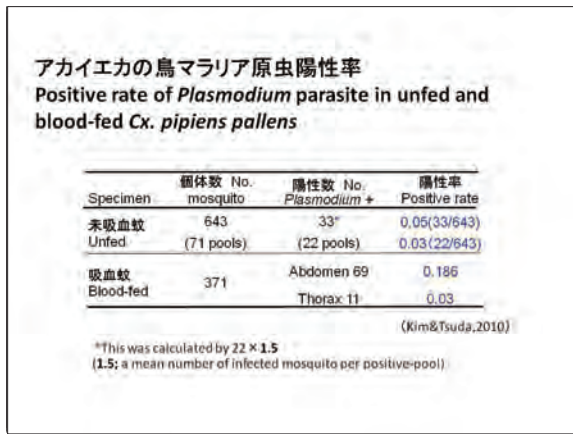 アカイエカの鳥マラリア原虫陽性率
Positive rate of Plasmodium parasite in unfed and
blood-fed Cx. pipiens pallens
Specimen 個体数 No. mosquito 陽性数 No. Plasmodium + 陽性率 Positive rate
未吸血蚊 643 33* 0.05(33/643)
Unfed (71 pools) (22 pools) 0.03(22/643)
吸血蚊 Blood-fed 371 Abdomen 69 0.186
Thorax 11 0.03
(Kim&Tsuda,2010)
*This was calculated by 22 × 1.5
(1.5; a mean number of infected mosquito per positive-pool)